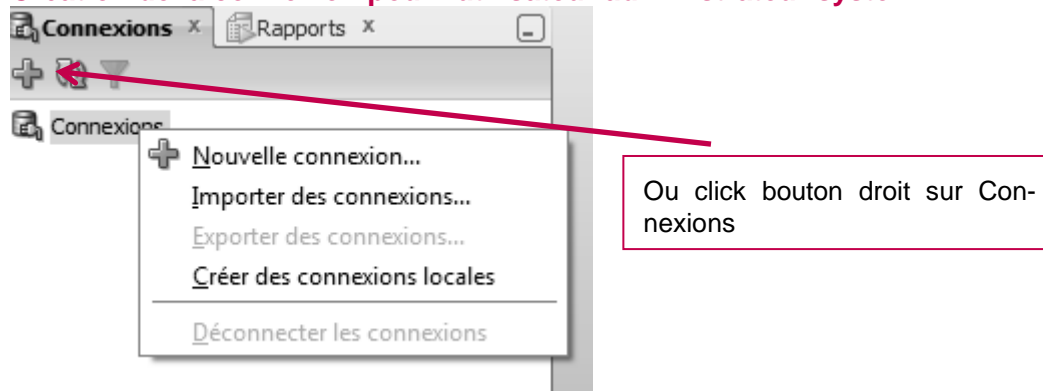 Connexions x Rapports x
Connexions
Nouvelle connexion...
Importer des connexions...
Exporter des connexions...
Créer des connexions locales
Déconnecter les connexions
Ou click bouton droit sur Con-
nexions